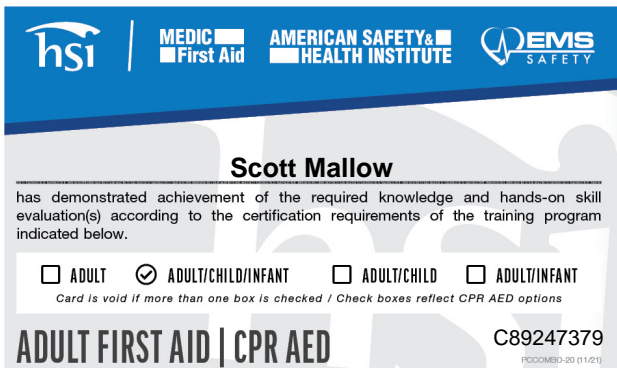 hsi
MEDIC
First Aid
AMERICAN SAFETY&
HEALTH INSTITUTE
EMS
SAFETY
Scott Mallow
has demonstrated achievement of the required knowledge and hands-on skill
evaluation(s) according to the certification requirements of the training program
indicated below.
ADULT ADULT/CHILD/INFANT ADULT/CHILD ADULT/INFANT
Card is void if more than one box is checked / Check boxes reflect CPR AED options
ADULT FIRST AID | CPR AED
C89247379
PCCOMBO-20 (11/21)